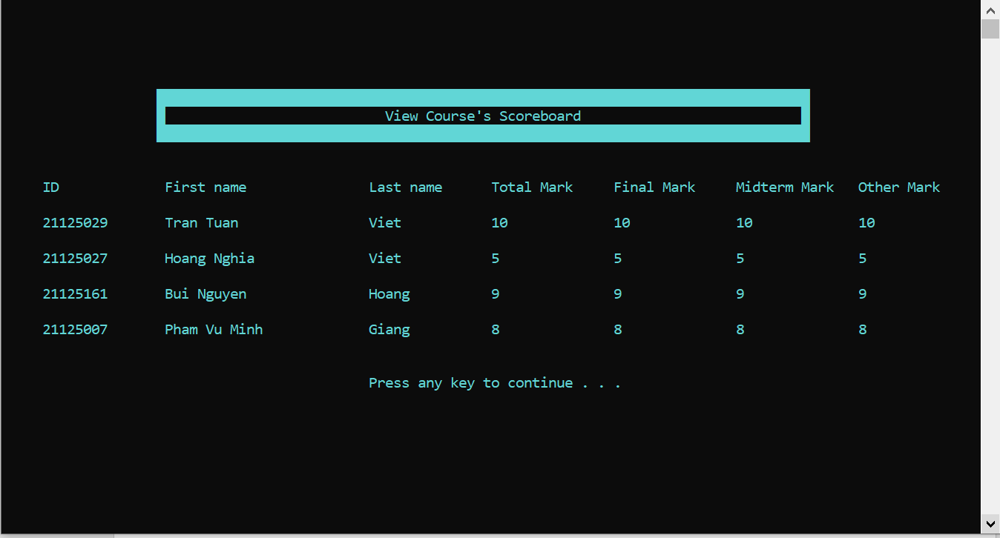 View Course's Scoreboard
ID First name Last name Total Mark Final Mark Midterm Mark Other Mark
21125029 Tran Tuan Viet 10 10 10 10
21125027 Hoang Nghia Viet 5 5 5 5
21125161 Bui Nguyen Hoang 9 9 9 9
21125007 Pham Vu Minh Giang 8 8 8 8
Press any key to continue . . .